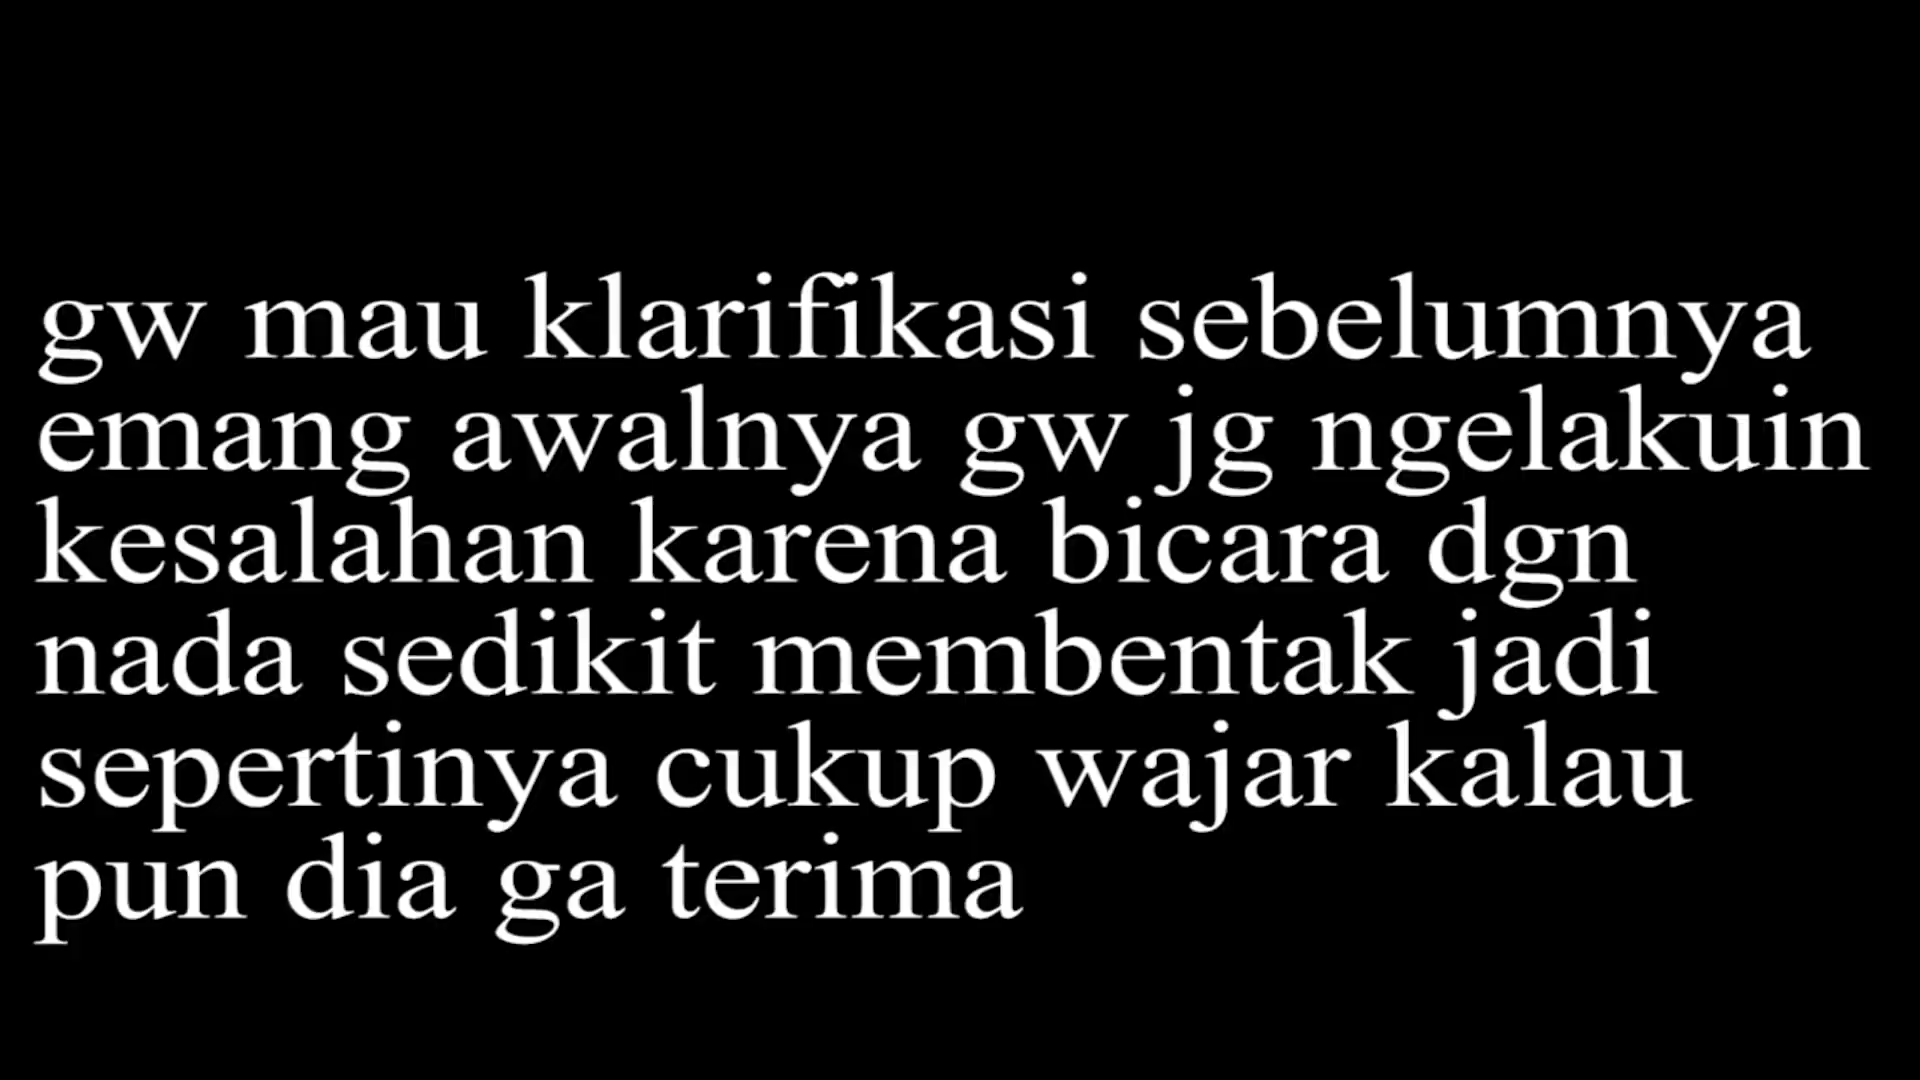 gw mau klarifikasi sebelumnya
emang awalnya gw jg ngelakuin
kesalahan karena bicara dgn
nada sedikit membentak jadi
sepertinya cukup wajar kalau
pun dia ga terima